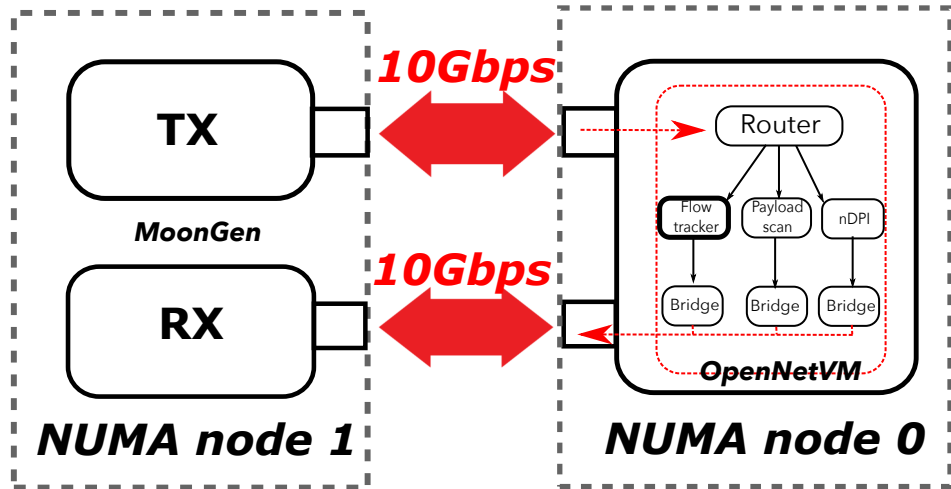 10Gbps
TX
Router
Flow
tracker
Payload
scan
nDPI
MoonGen
10Gbps
RX
Bridge
Bridge
Bridge
OpenNetVM
NUMA node 1
NUMA node 0